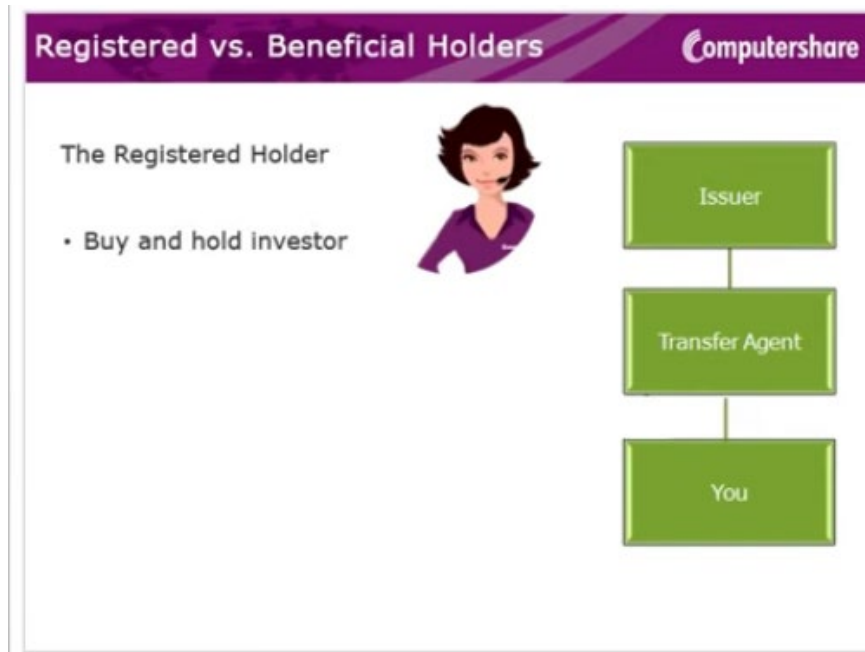 Registered vs. Beneficial Holders
Computershare
The Registered Holder
• Buy and hold investor
Issuer
Transfer Agent
You